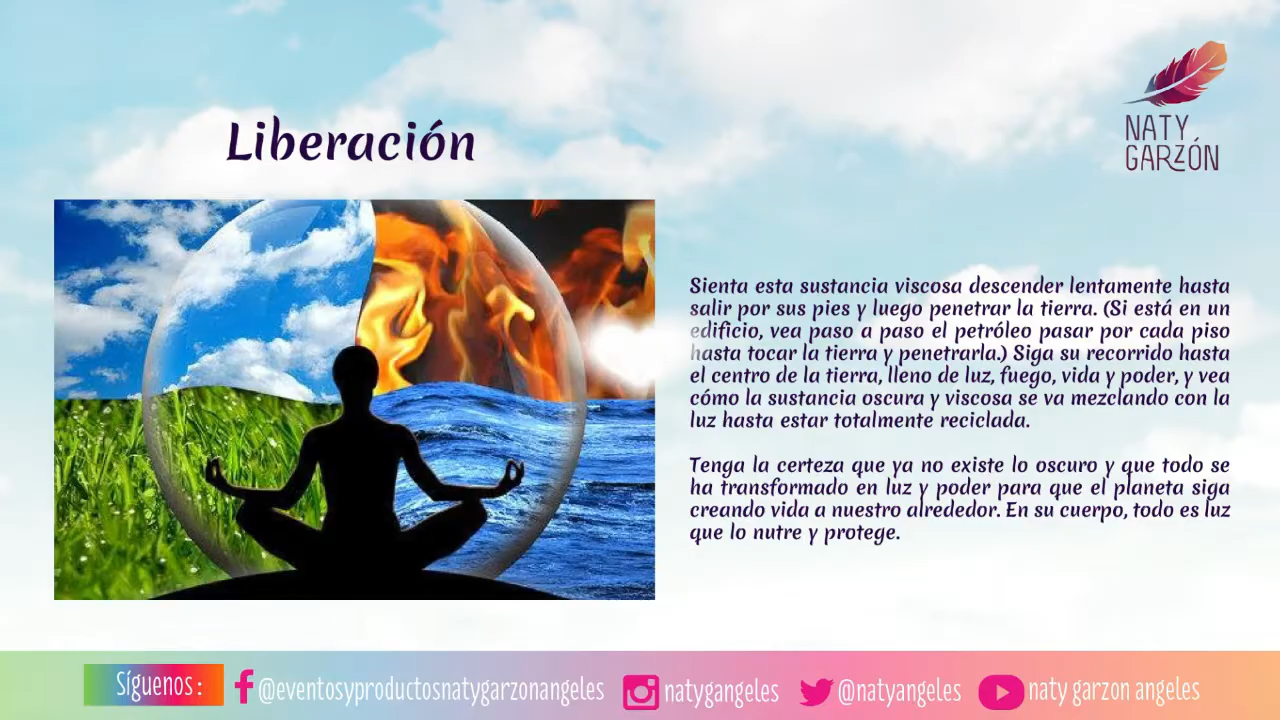 Liberación
NATY
GARZÓN
Sienta esta sustancia viscosa descender lentamente hasta
salir por sus pies y luego penetrar la tierra. (Si está en un
edificio, vea paso a paso el petróleo pasar por cada piso
hasta tocar la tierra y penetrarla.) Siga su recorrido hasta
el centro de la tierra, lleno de luz, fuego, vida y poder, y vea
cómo la sustancia oscura y viscosa se va mezclando con la
luz hasta estar totalmente reciclada.
Tenga la certeza que ya no existe lo oscuro y que todo se
ha transformado en luz y poder para que el planeta siga
creando vida a nuestro alrededor. En su cuerpo, todo es luz
que lo nutre y protege.
Síguenos: @eventosyproductosnatygarzonangeles natygangeles @natyangeles naty garzon angeles